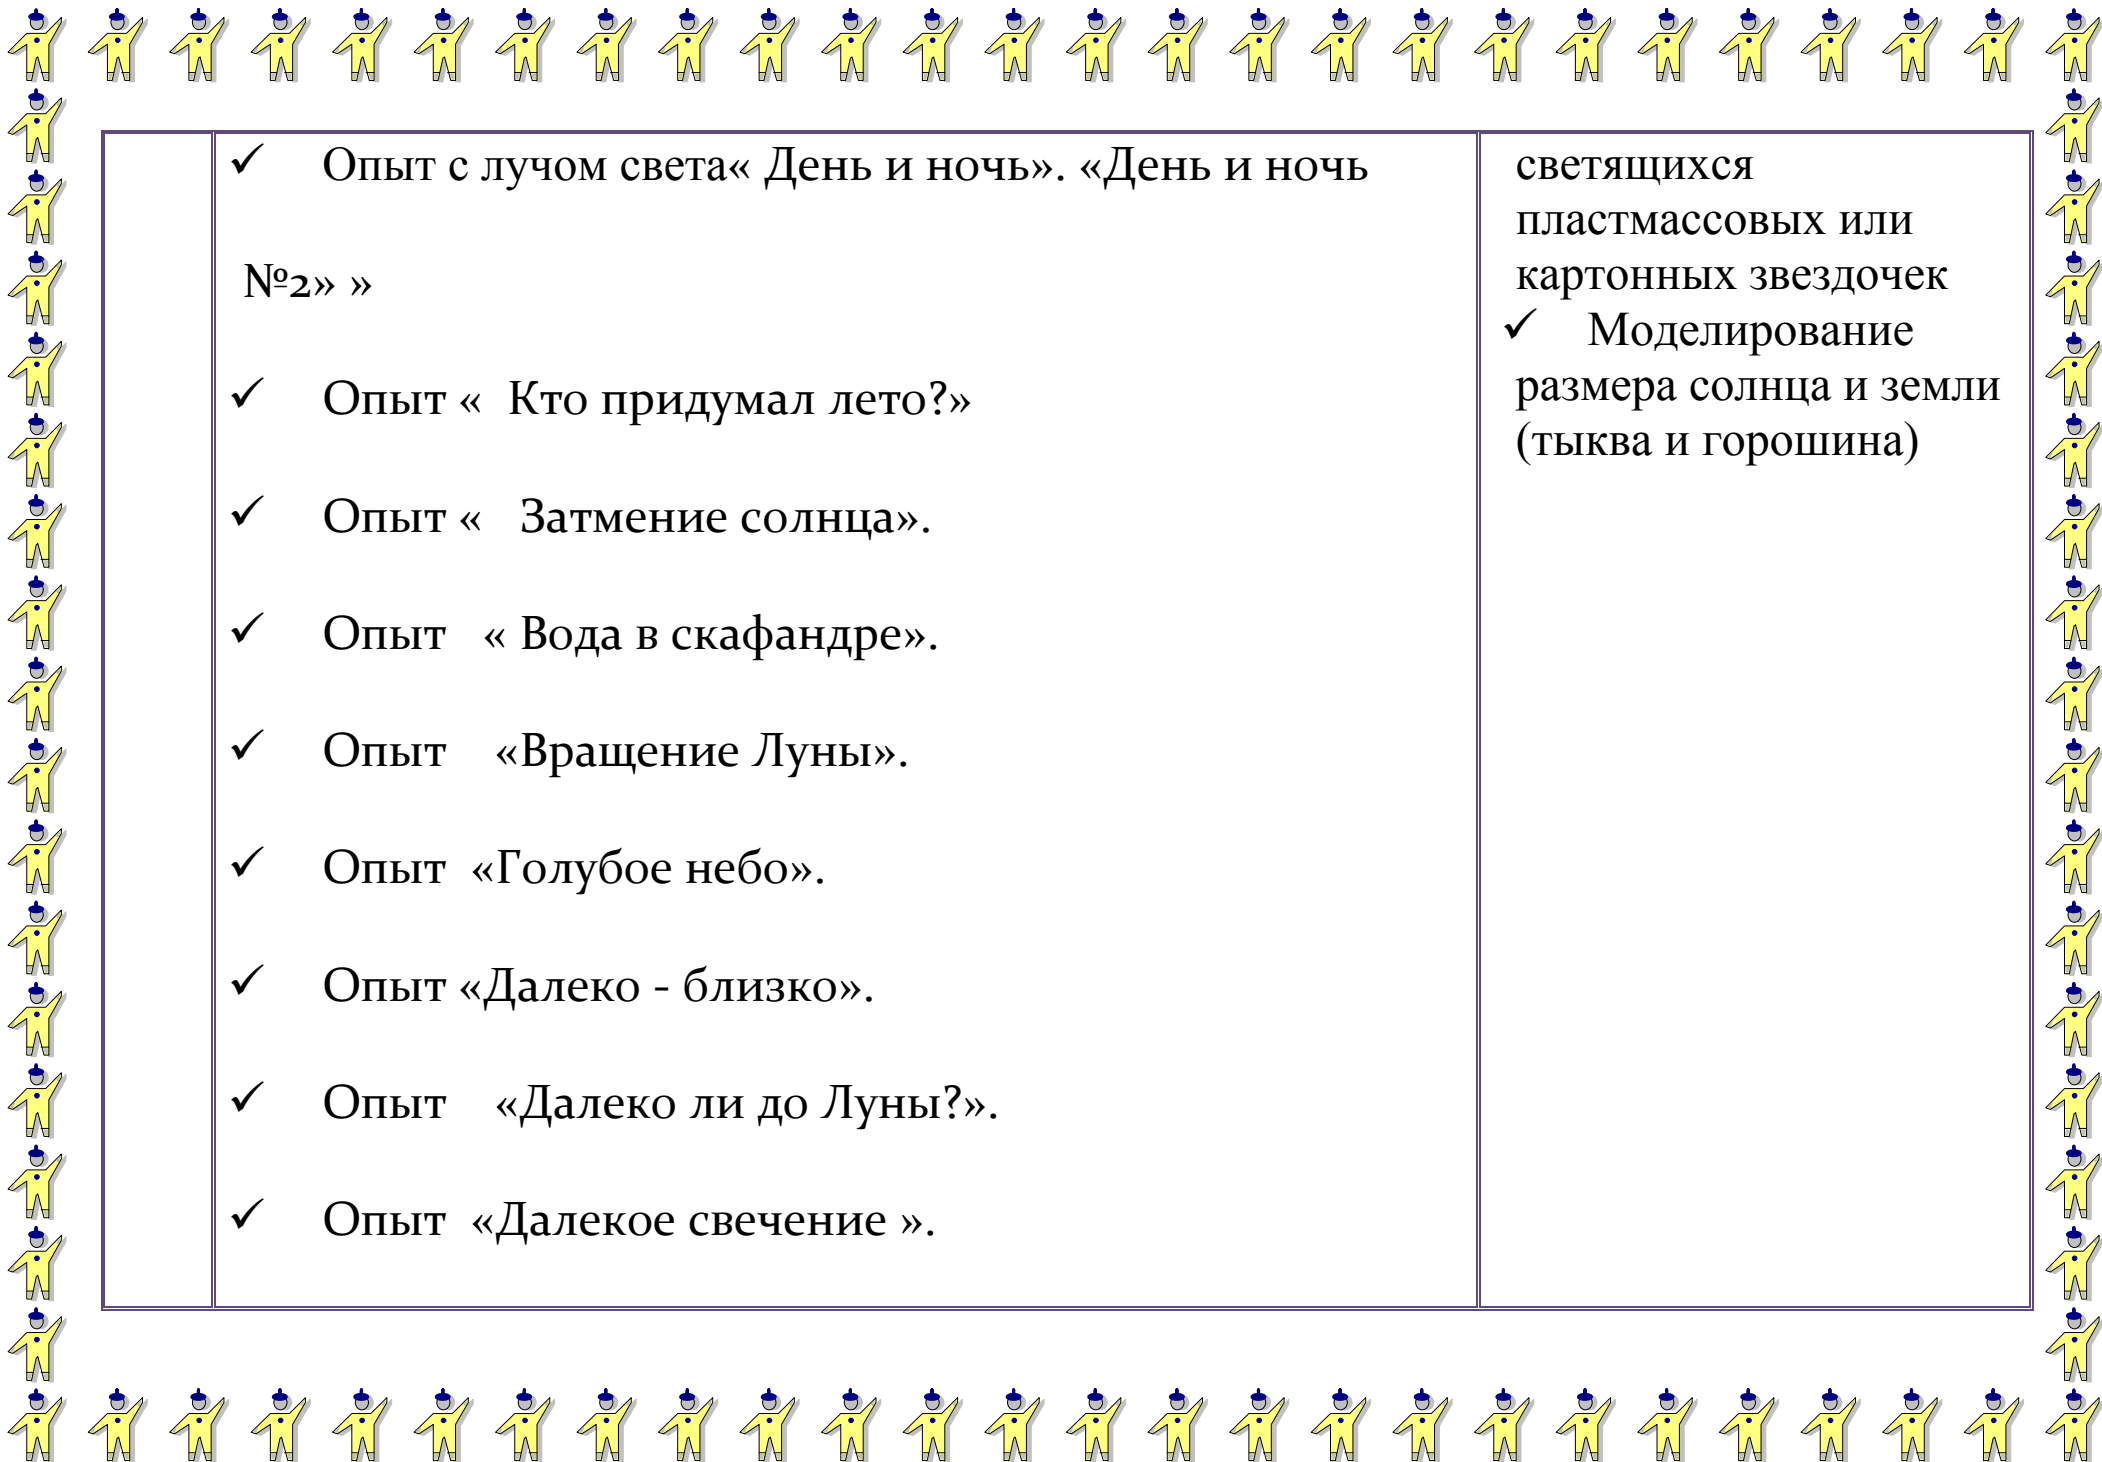 ✓ Опыт с лучом света« День и ночь». «День и ночь
№2» »
✓ Опыт « Кто придумал лето?»
✓ Опыт « Затмение солнца».
✓ Опыт « Вода в скафандре».
✓ Опыт «Вращение Луны».
✓ Опыт «Голубое небо».
✓ Опыт «Далеко - близко».
✓ Опыт «Далеко ли до Луны?».
✓ Опыт «Далекое свечение ».
светящихся
пластмассовых или
картонных звездочек
✓ Моделирование
размера солнца и земли
(тыква и горошина)